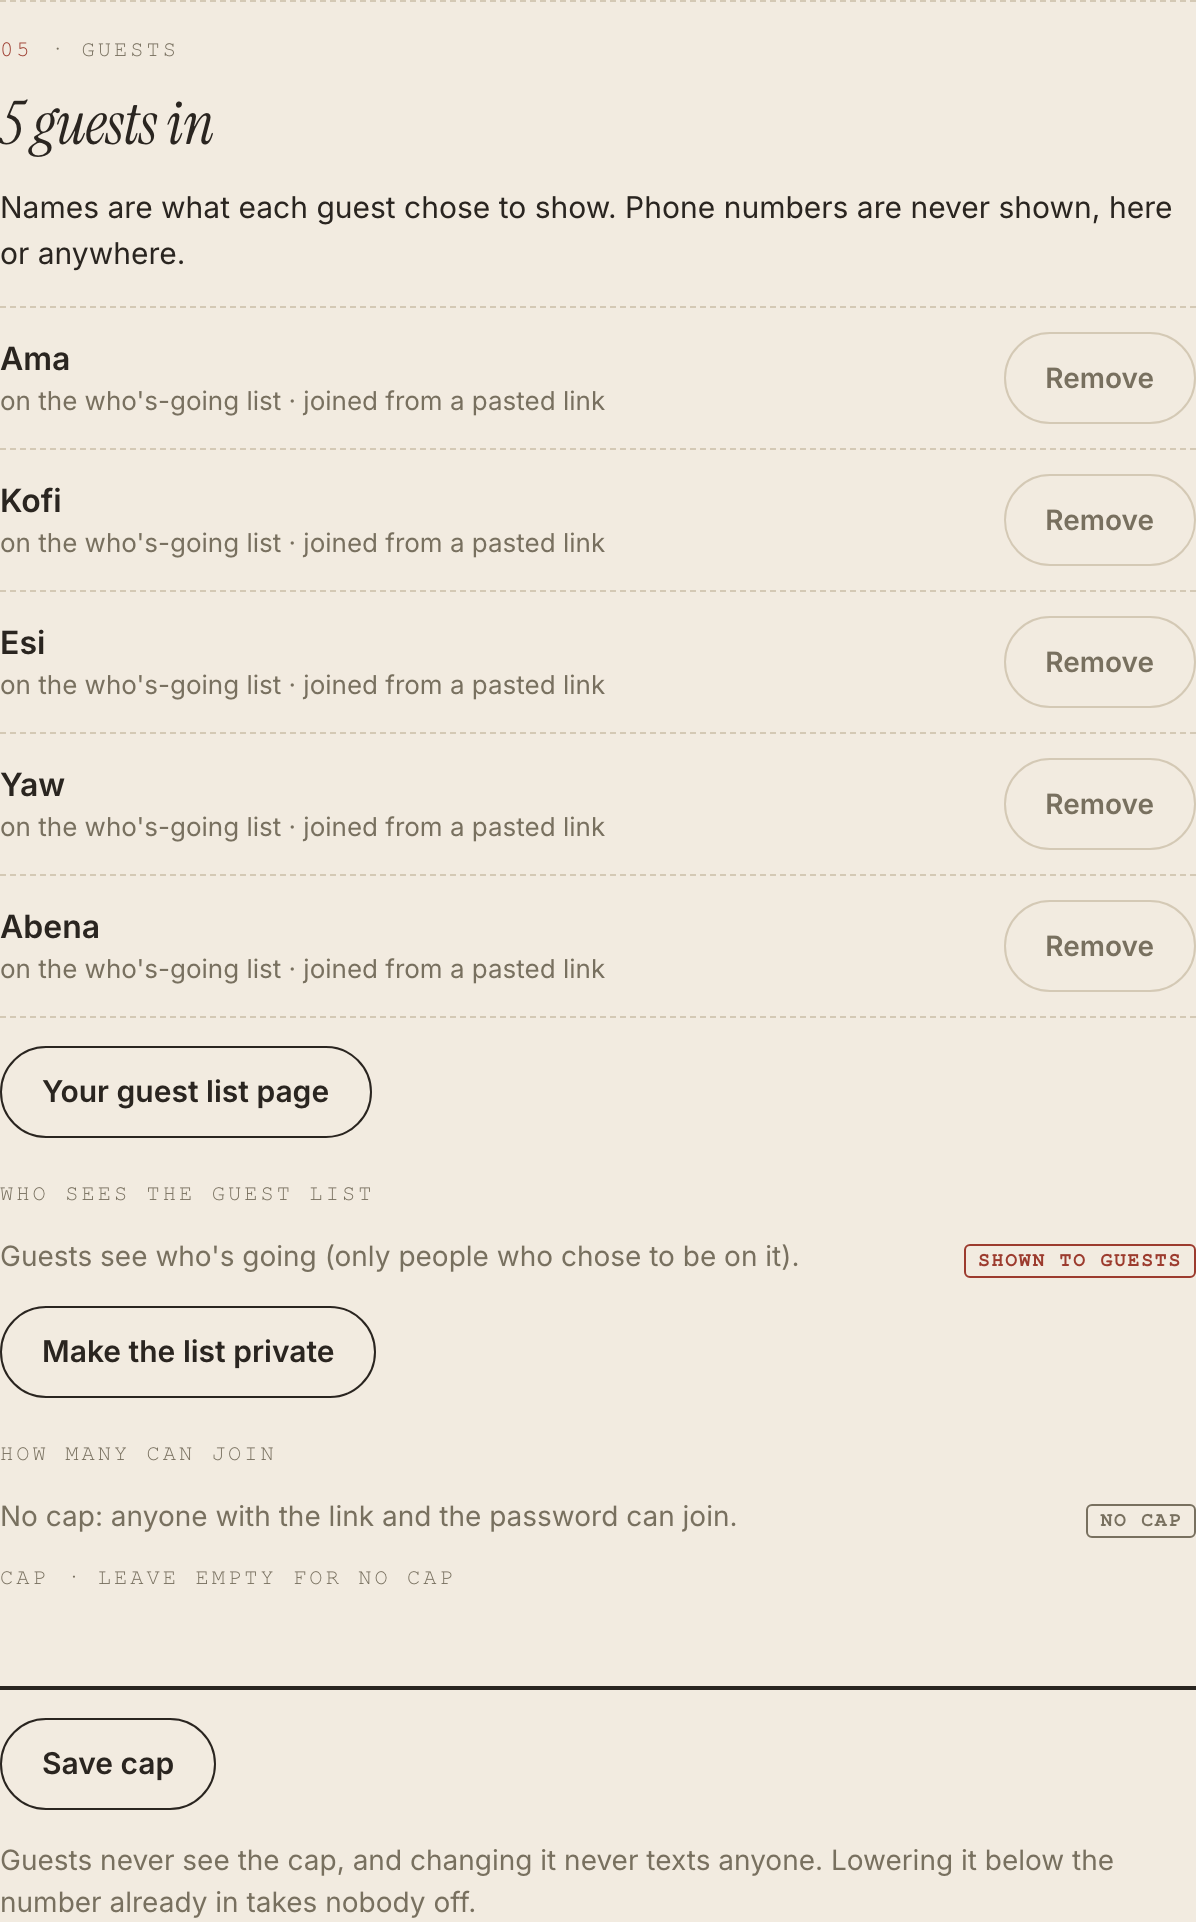 05 · GUESTS
5 guests in
Names are what each guest chose to show. Phone numbers are never shown, here
or anywhere.
Ama
on the who's-going list · joined from a pasted link
Remove
Kofi
on the who's-going list · joined from a pasted link
Remove
Esi
on the who's-going list · joined from a pasted link
Remove
Yaw
on the who's-going list · joined from a pasted link
Remove
Abena
on the who's-going list · joined from a pasted link
Remove
Your guest list page
WHO SEES THE GUEST LIST
Guests see who's going (only people who chose to be on it).
SHOWN TO GUESTS
Make the list private
HOW MANY CAN JOIN
No cap: anyone with the link and the password can join.
NO CAP
CAP · LEAVE EMPTY FOR NO CAP
Save cap
Guests never see the cap, and changing it never texts anyone. Lowering it below the
number already in takes nobody off.